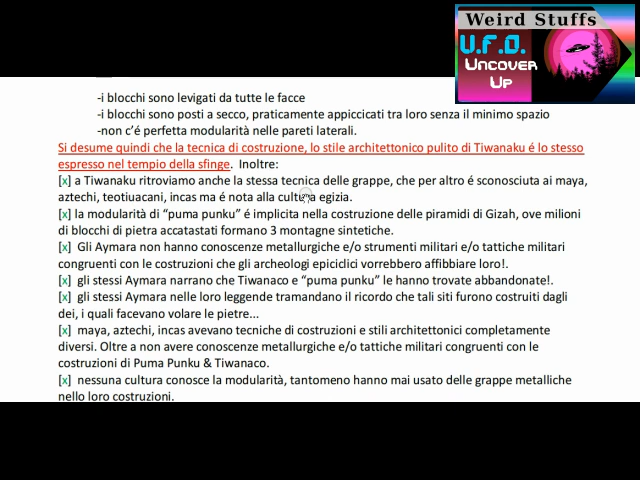 Weird Stuffs
U.F.O.
Uncover
Up
-i blocchi sono levigati da tutte le facce
-i blocchi sono posti a secco, praticamente appiccicati tra loro senza il minimo spazio
-non c'é perfetta modularità nelle pareti laterali.
Si desume quindi che la tecnica di costruzione, lo stile architettonico pulito di Tiwanaku é lo stesso
espresso nel tempio della sfinge. Inoltre:
[x] a Tiwanaku ritroviamo anche la stessa tecnica delle grappe, che per altro é sconosciuta ai maya,
aztechi, teotiuacani, incas ma é nota alla cultura egizia.
[x] la modularità di “puma punku” é implicita nella costruzione delle piramidi di Gizah, ove milioni
di blocchi di pietra accatastati formano 3 montagne sintetiche.
[x] Gli Aymara non hanno conoscenze metallurgiche e/o strumenti militari e/o tattiche militari
congruenti con le costruzioni che gli archeologi epiciclici vorrebbero affibbiare loro!.
[x] gli stessi Aymara narrano che Tiwanaco e “puma punku” le hanno trovate abbandonate!.
[x] gli stessi Aymara nelle loro leggende tramandano il ricordo che tali siti furono costruiti dagli
dei, i quali facevano volare le pietre...
[x] maya, aztechi, incas avevano tecniche di costruzioni e stili architettonici completamente
diversi. Oltre a non avere conoscenze metallurgiche e/o tattiche militari congruenti con le
costruzioni di Puma Punku & Tiwanaco.
[x] nessuna cultura conosce la modularità, tantomeno hanno mai usato delle grappe metalliche
nello loro costruzioni.